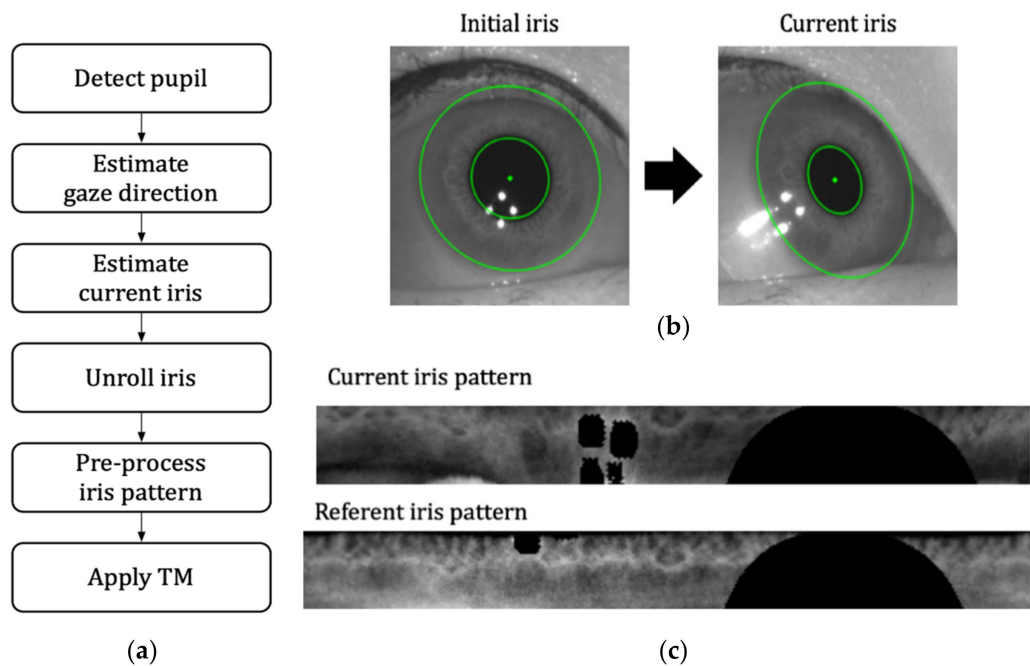 Detect pupil
Estimate
gaze direction
Estimate
current iris
Unroll iris
Pre-process
iris pattern
Apply TM
(a)
Initial iris
Current iris
(b)
Current iris pattern
Referent iris pattern
(c)